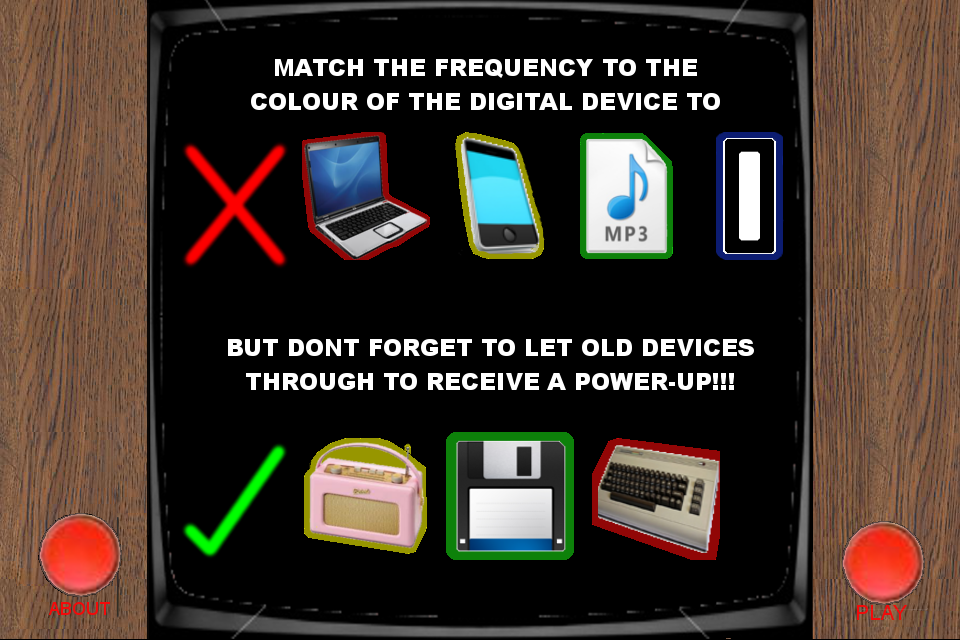 MATCH THE FREQUENCY TO THE
COLOUR OF THE DIGITAL DEVICE TO
MP3
BUT DONT FORGET TO LET OLD DEVICES
THROUGH TO RECEIVE A POWER-UP!!!
ABOUT
PLAY